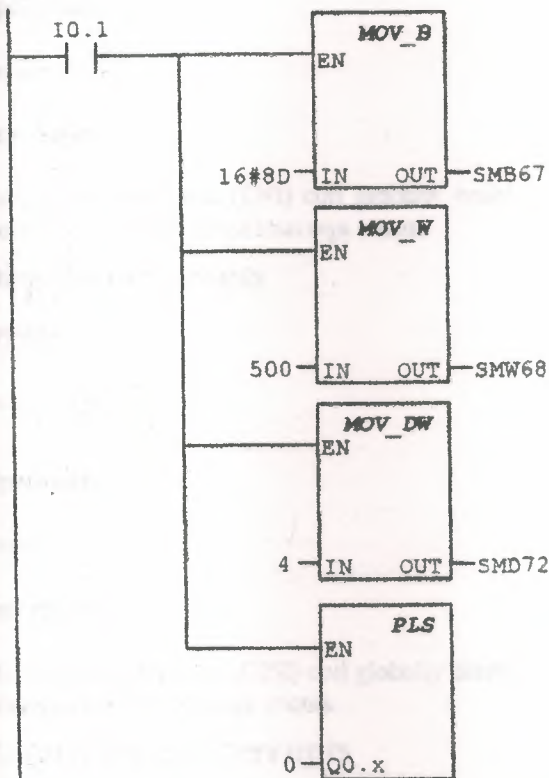 I0.1
MOV_B
EN
16#8D IN OUT SMB67
MOV_W
EN
500 IN OUT SMW68
MOV_DW
EN
4 IN OUT SMD72
PLS
EN
0 Q0.x